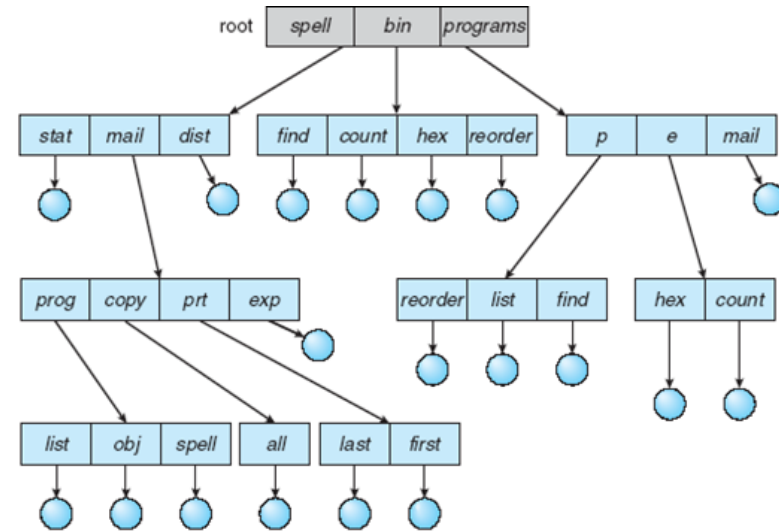 root spell bin programs
stat mail dist find count hex reorder p e mail
prog copy prt exp reorder list find hex count
list obj spell all last first